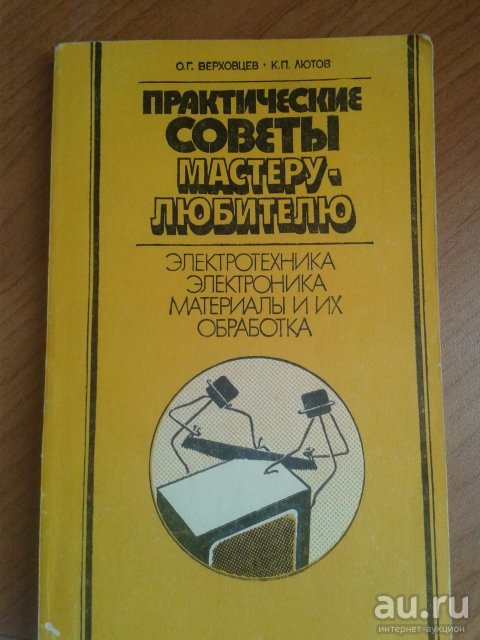 О.Г. ВЕРХОВЦЕВ · К.П. ЛЮТОВ
ПРАКТИЧЕСКИЕ
СОВЕТЫ
МАСТЕРУ-
ЛЮБИТЕЛЮ
ЭЛЕКТРОТЕХНИКА
ЭЛЕКТРОНИКА
МАТЕРИАЛЫ И ИХ
ОБРАБОТКА
au.ru
интернет-аукцион